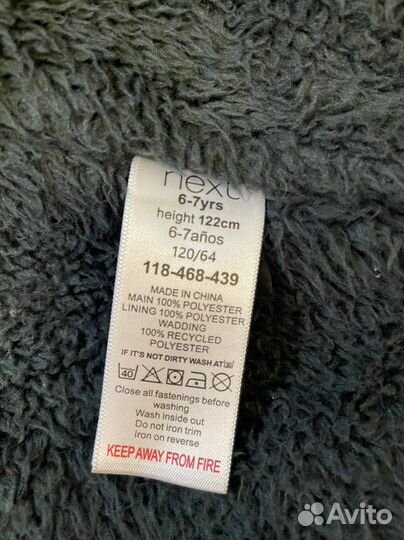 next
6-7yrs
height 122cm
6-7años
120/64
118-468-439
MADE IN CHINA
MAIN 100% POLYESTER
LINING 100% POLYESTER
WADDING
100% RECYCLED
POLYESTER
IF IT'S NOT DIRTY WASH AT 30
40
Close all fastenings before
washing
Wash inside out
Do not iron trim
Iron on reverse
KEEP AWAY FROM FIRE
Avito